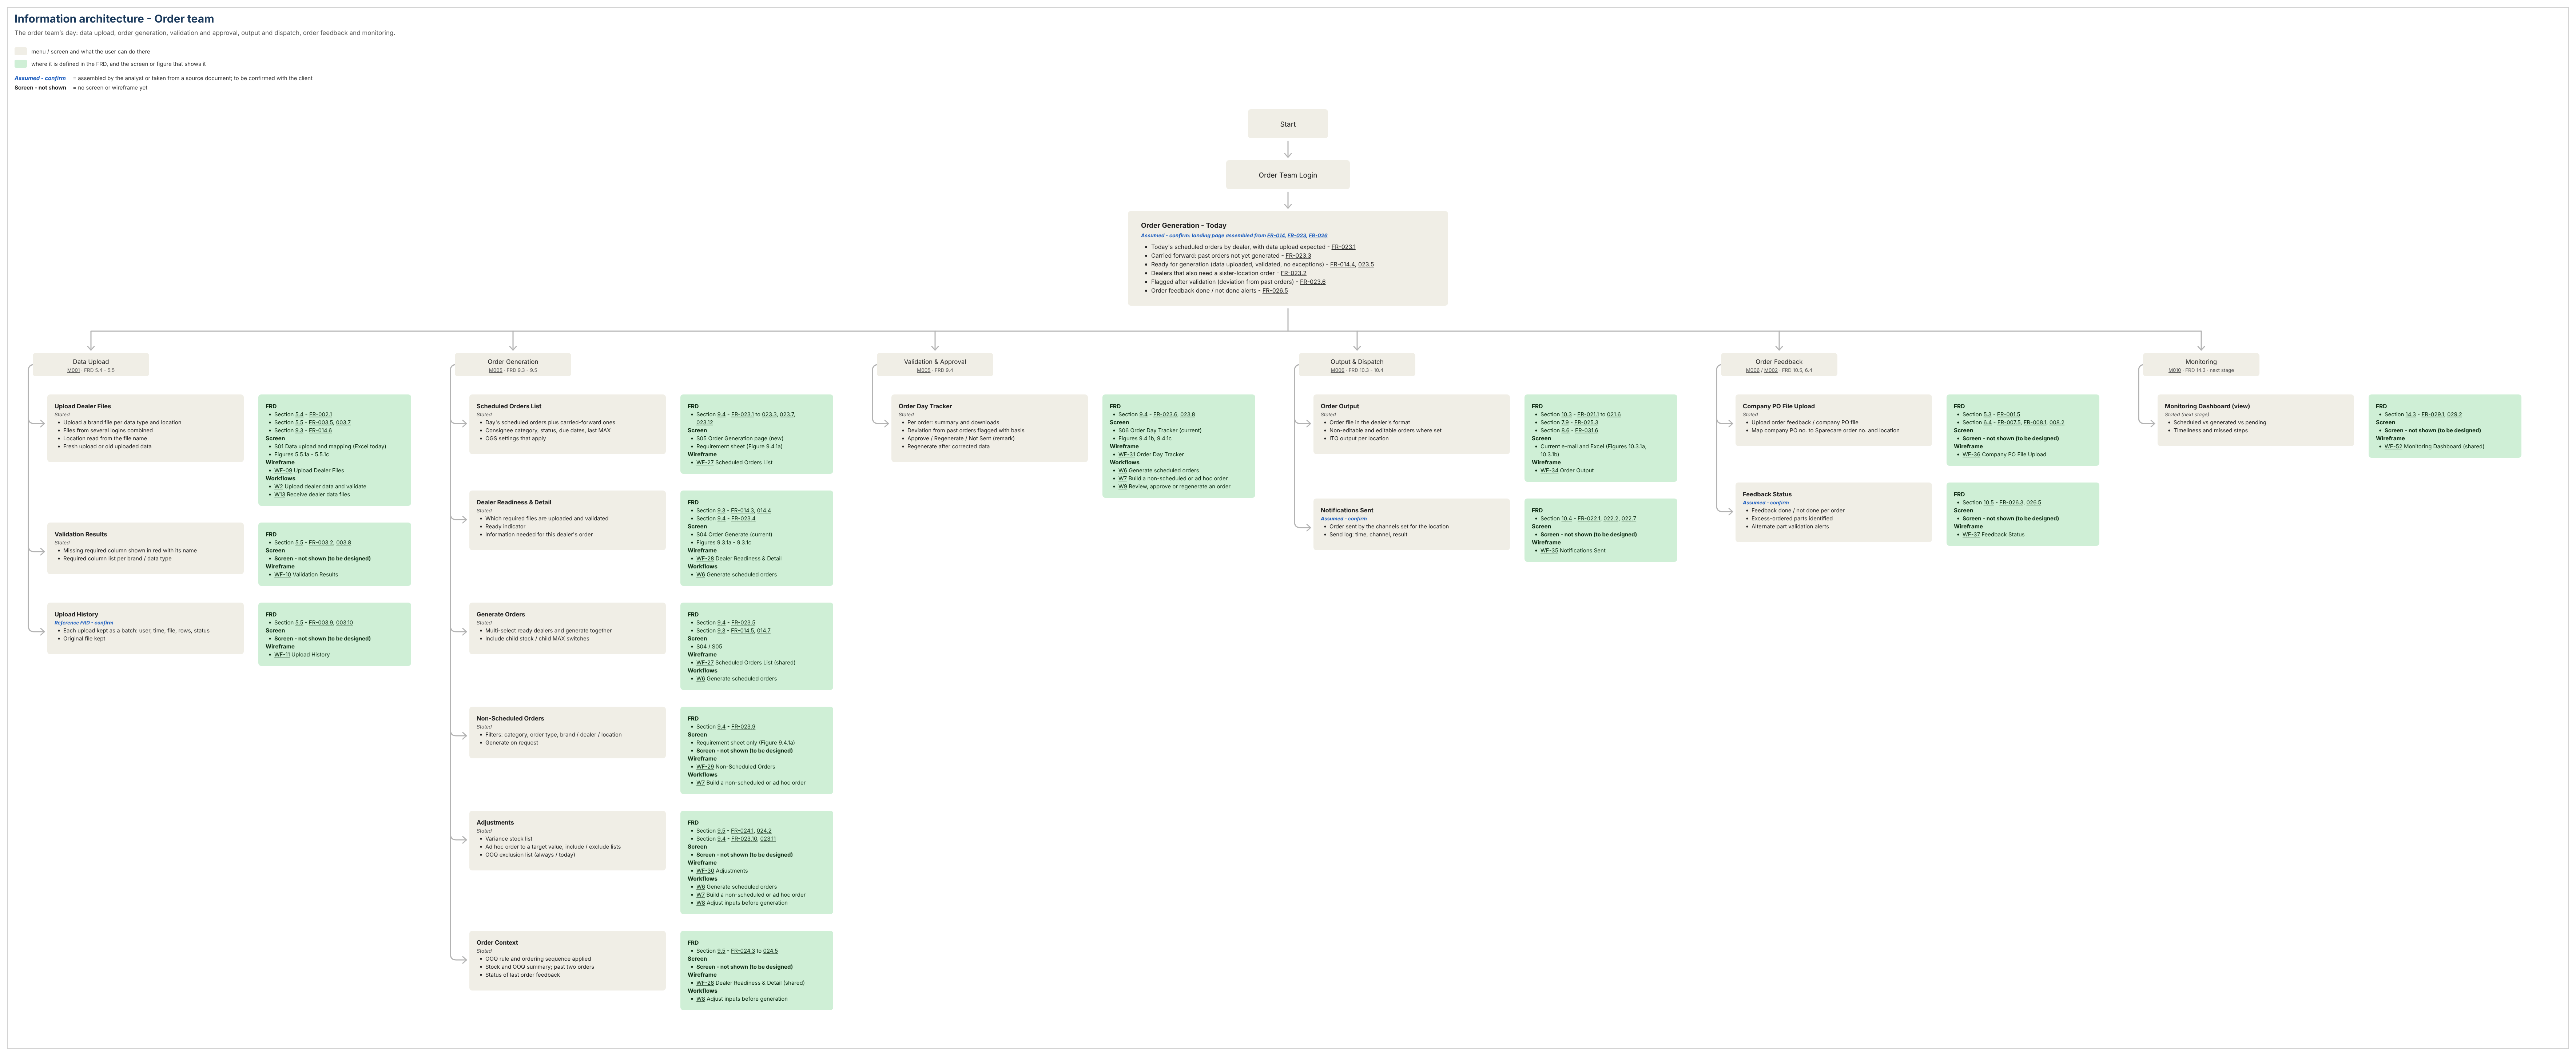 Information architecture - Order team
The order team's day: data upload, order generation, validation and approval, output and dispatch, order feedback and monitoring.
menu / screen and what the user can do there
where it is defined in the FRD, and the screen or figure that shows it
Assumed - confirm = assembled by the analyst or taken from a source document; to be confirmed with the client
Screen - not shown = no screen or wireframe yet
Start
Order Team Login
Order Generation - Today
Assumed - confirm: landing page assembled from FR-014, FR-023, FR-026
• Today's scheduled orders by dealer, with data upload expected - FR-023.1
• Carried forward: past orders not yet generated - FR-023.3
• Ready for generation (data uploaded, validated, no exceptions) - FR-014.4, 023.5
• Dealers that also need a sister-location order - FR-023.2
• Flagged after validation (deviation from past orders) - FR-023.6
• Order feedback done / not done alerts - FR-026.5
Data Upload
M001 · FRD 5.4 - 5.5
Upload Dealer Files
Stated
• Upload a brand file per data type and location
• Files from several logins combined
• Location read from the file name
• Fresh upload or old uploaded data
FRD
• Section 5.4 - FR-002.1
• Section 5.5 - FR-003.5, 003.7
• Section 9.3 - FR-014.6
Screen
• S01 Data upload and mapping (Excel today)
• Figures 5.5.1a - 5.5.1c
Wireframe
• WF-09 Upload Dealer Files
Workflows
• W2 Upload dealer data and validate
• W13 Receive dealer data files
Validation Results
Stated
• Missing required column shown in red with its name
• Required column list per brand / data type
FRD
• Section 5.5 - FR-003.2, 003.8
Screen
• Screen - not shown (to be designed)
Wireframe
• WF-10 Validation Results
Upload History
Reference FRD - confirm
• Each upload kept as a batch: user, time, file, rows, status
• Original file kept
FRD
• Section 5.5 - FR-003.9, 003.10
Screen
• Screen - not shown (to be designed)
Wireframe
• WF-11 Upload History
Order Generation
M005 · FRD 9.3 - 9.5
Scheduled Orders List
Stated
• Day's scheduled orders plus carried-forward ones
• Consignee category, status, due dates, last MAX
• OGS settings that apply
FRD
• Section 9.4 - FR-023.1 to 023.3, 023.7,
023.12
Screen
• S05 Order Generation page (new)
• Requirement sheet (Figure 9.4.1a)
Wireframe
• WF-27 Scheduled Orders List
Dealer Readiness & Detail
Stated
• Which required files are uploaded and validated
• Ready indicator
• Information needed for this dealer's order
FRD
• Section 9.3 - FR-014.3, 014.4
• Section 9.4 - FR-023.4
Screen
• S04 Order Generate (current)
• Figures 9.3.1a - 9.3.1c
Wireframe
• WF-28 Dealer Readiness & Detail
Workflows
• W6 Generate scheduled orders
Generate Orders
Stated
• Multi-select ready dealers and generate together
• Include child stock / child MAX switches
FRD
• Section 9.4 - FR-023.5
• Section 9.3 - FR-014.5, 014.7
Screen
• S04 / S05
Wireframe
• WF-27 Scheduled Orders List (shared)
Workflows
• W6 Generate scheduled orders
Non-Scheduled Orders
Stated
• Filters: category, order type, brand / dealer / location
• Generate on request
FRD
• Section 9.4 - FR-023.9
Screen
• Requirement sheet only (Figure 9.4.1a)
• Screen - not shown (to be designed)
Wireframe
• WF-29 Non-Scheduled Orders
Workflows
• W7 Build a non-scheduled or ad hoc order
Adjustments
Stated
• Variance stock list
• Ad hoc order to a target value, include / exclude lists
• OOQ exclusion list (always / today)
FRD
• Section 9.5 - FR-024.1, 024.2
• Section 9.4 - FR-023.10, 023.11
Screen
• Screen - not shown (to be designed)
Wireframe
• WF-30 Adjustments
Workflows
• W6 Generate scheduled orders
• W7 Build a non-scheduled or ad hoc order
• W8 Adjust inputs before generation
Order Context
Stated
• OOQ rule and ordering sequence applied
• Stock and OOQ summary; past two orders
• Status of last order feedback
FRD
• Section 9.5 - FR-024.3 to 024.5
Screen
• Screen - not shown (to be designed)
Wireframe
• WF-28 Dealer Readiness & Detail (shared)
Workflows
• W8 Adjust inputs before generation
Validation & Approval
M005 · FRD 9.4
Order Day Tracker
Stated
• Per order: summary and downloads
• Deviation from past orders flagged with basis
• Approve / Regenerate / Not Sent (remark)
• Regenerate after corrected data
FRD
• Section 9.4 - FR-023.6, 023.8
Screen
• S06 Order Day Tracker (current)
• Figures 9.4.1b, 9.4.1c
Wireframe
• WF-31 Order Day Tracker
Workflows
• W6 Generate scheduled orders
• W7 Build a non-scheduled or ad hoc order
• W9 Review, approve or regenerate an order
Output & Dispatch
M006 · FRD 10.3 - 10.4
Order Output
Stated
• Order file in the dealer's format
• Non-editable and editable orders where set
• ITO output per location
FRD
• Section 10.3 - FR-021.1 to 021.6
• Section 7.9 - FR-025.3
• Section 8.6 - FR-031.6
Screen
• Current e-mail and Excel (Figures 10.3.1a,
10.3.1b)
Wireframe
• WF-34 Order Output
Notifications Sent
Assumed - confirm
• Order sent by the channels set for the location
• Send log: time, channel, result
FRD
• Section 10.4 - FR-022.1, 022.2, 022.7
Screen
• Screen - not shown (to be designed)
Wireframe
• WF-35 Notifications Sent
Order Feedback
M006 / M002 · FRD 10.5, 6.4
Company PO File Upload
Stated
• Upload order feedback / company PO file
• Map company PO no. to Sparecare order no. and location
FRD
• Section 5.3 - FR-001.5
• Section 6.4 - FR-007.5, FR-008.1, 008.2
Screen
• Screen - not shown (to be designed)
Wireframe
• WF-36 Company PO File Upload
Feedback Status
Assumed - confirm
• Feedback done / not done per order
• Excess-ordered parts identified
• Alternate part validation alerts
FRD
• Section 10.5 - FR-026.3, 026.5
Screen
• Screen - not shown (to be designed)
Wireframe
• WF-37 Feedback Status
Monitoring
M010 · FRD 14.3 · next stage
Monitoring Dashboard (view)
Stated (next stage)
• Scheduled vs generated vs pending
• Timeliness and missed steps
FRD
• Section 14.3 - FR-029.1, 029.2
Screen
• Screen - not shown (to be designed)
Wireframe
• WF-52 Monitoring Dashboard (shared)